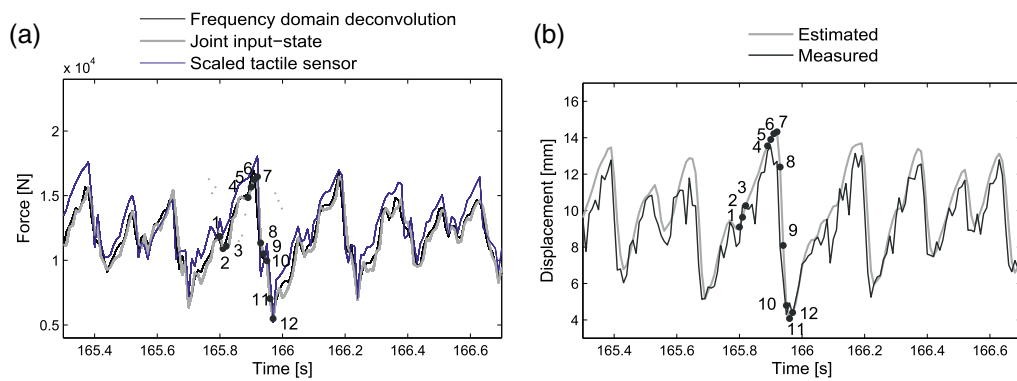 (a)
Frequency domain deconvolution
Joint input−state
Scaled tactile sensor
x 10⁴
2
1.5
1
0.5
Force [N]
1
2
3
4
5
6
7
8
9
10
11
12
165.4 165.6 165.8 166 166.2 166.4 166.6
Time [s]
(b)
Estimated
Measured
16
14
12
10
8
6
4
Displacement [mm]
1
2
3
4
5
6
7
8
9
10
11
12
165.4 165.6 165.8 166 166.2 166.4 166.6
Time [s]